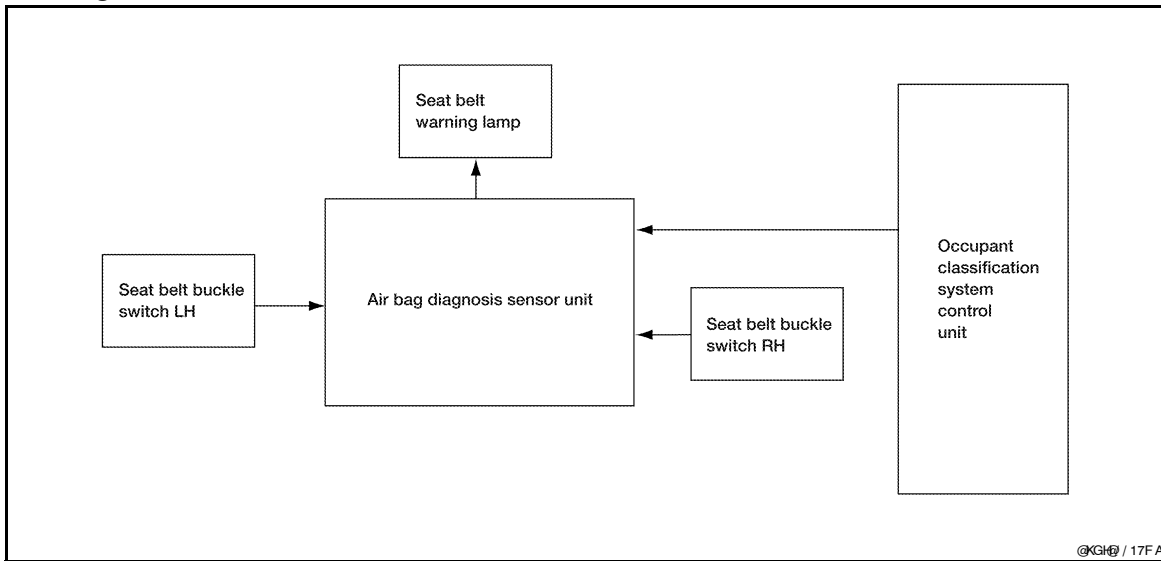 Seat belt
warning lamp
Seat belt buckle
switch LH
Air bag diagnosis sensor unit
Seat belt buckle
switch RH
Occupant
classification
system
control
unit
/ 17F A